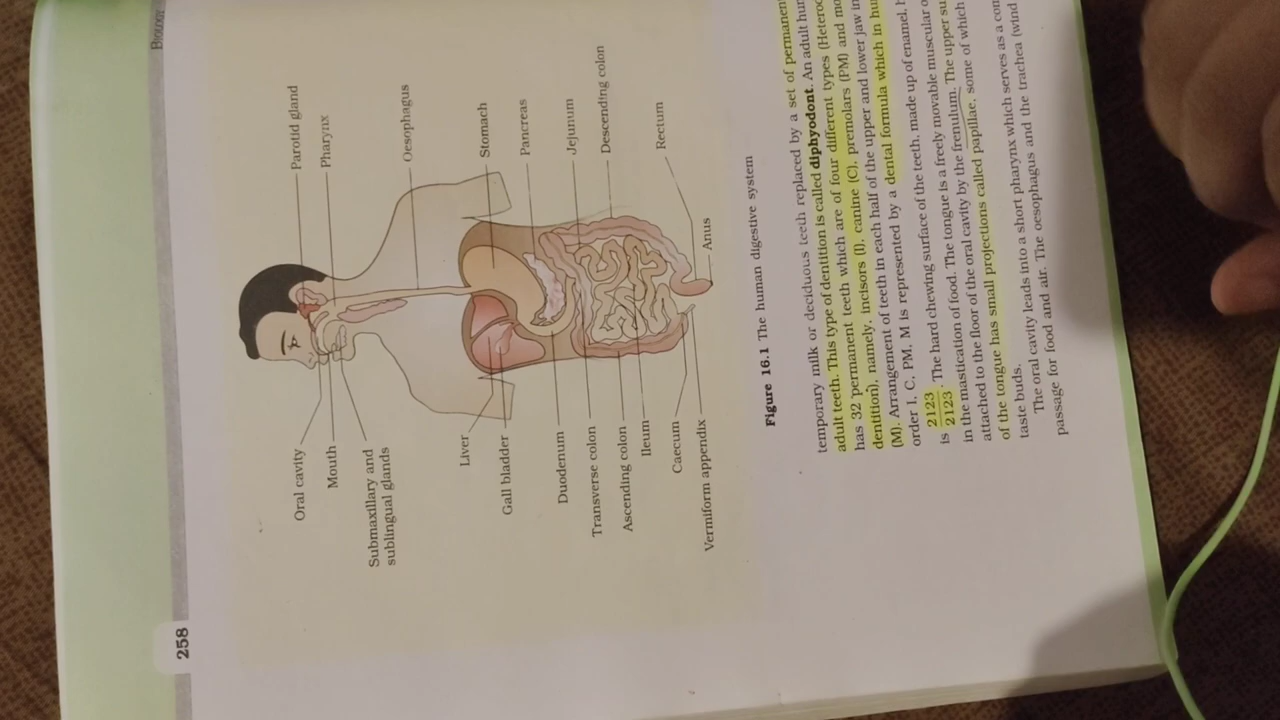 258
Biology
Parotid gland
Pharynx
Oesophagus
Stomach
Pancreas
Jejunum
Descending colon
Rectum
Anus
Oral cavity
Mouth
Submaxillary and
sublingual glands
Liver
Gall bladder
Duodenum
Transverse colon
Ascending colon
Ileum
Caecum
Vermiform appendix
Figure 16.1 The human digestive system
temporary milk or deciduous teeth replaced by a set of permanent
adult teeth. This type of dentition is called diphyodont. An adult
has 32 permanent teeth which are of four different types
dentition), namely, incisors (I), canine (C), premolars (PM) and
(M). Arrangement of teeth in each half of the upper and lower jaw in
order I, C, PM, M is represented by a dental formula which in
is 2123/2123. The hard chewing surface of the teeth, made up of enamel,
in the mastication of food. The tongue is a freely movable muscular
attached to the floor of the oral cavity by the frenulum. The upper
of the tongue has small projections called papillae, some of which
taste buds.
The oral cavity leads into a short pharynx which serves as a
passage for food and air. The oesophagus and the trachea (wind